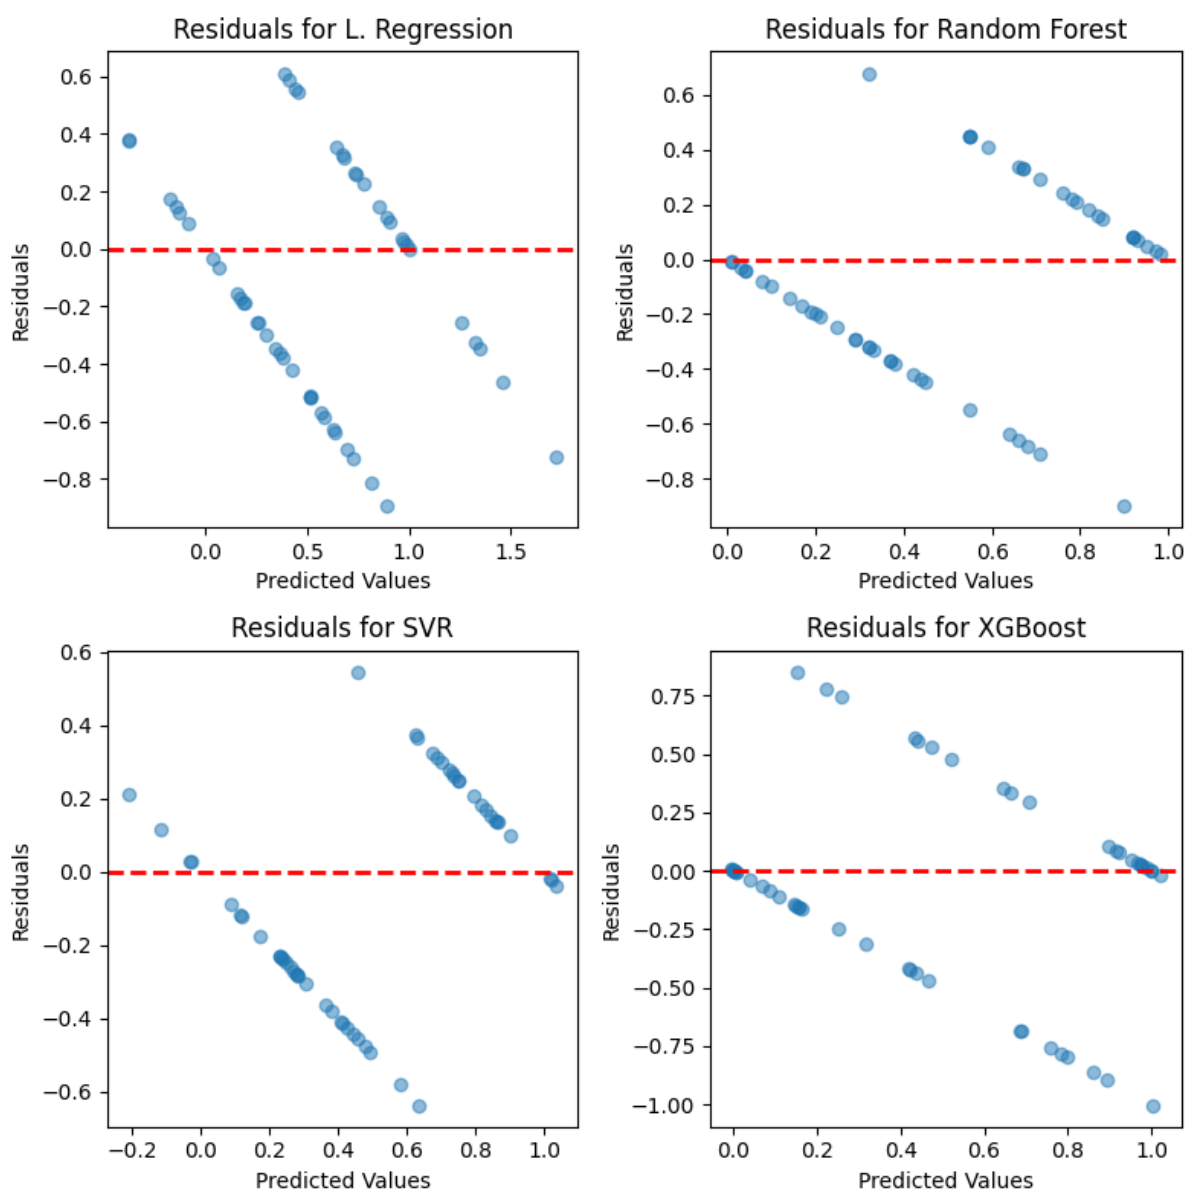 Residuals for L. Regression
0.6
0.4
0.2
0.0
−0.2
−0.4
−0.6
−0.8
Residuals
0.0 0.5 1.0 1.5
Predicted Values
Residuals for Random Forest
0.6
0.4
0.2
0.0
−0.2
−0.4
−0.6
−0.8
Residuals
0.0 0.2 0.4 0.6 0.8 1.0
Predicted Values
Residuals for SVR
0.6
0.4
0.2
0.0
−0.2
−0.4
−0.6
Residuals
−0.2 0.0 0.2 0.4 0.6 0.8 1.0
Predicted Values
Residuals for XGBoost
0.75
0.50
0.25
0.00
−0.25
−0.50
−0.75
−1.00
Residuals
0.0 0.2 0.4 0.6 0.8 1.0
Predicted Values